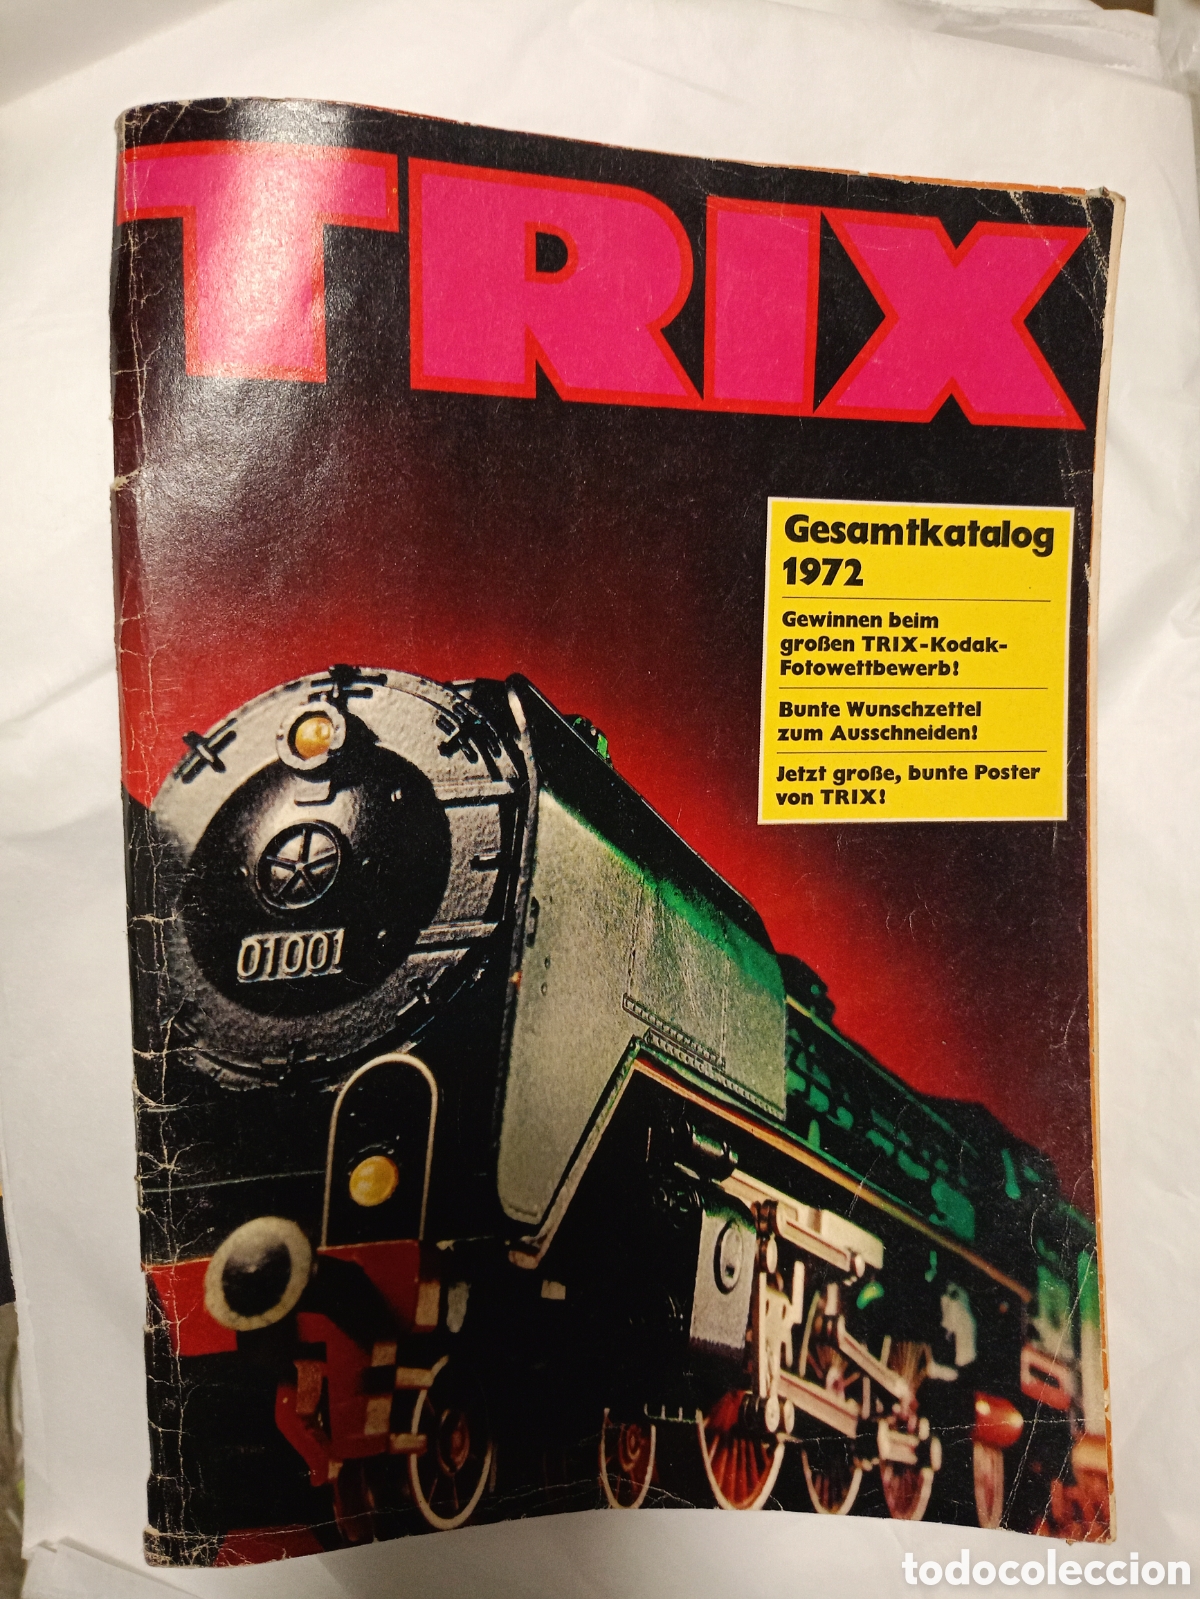 TRIX
Gesamtkatalog
1972
Gewinnen beim
großen TRIX-Kodak-
Fotowettbewerb!
Bunte Wunschzettel
zum Ausschneiden!
Jetzt große, bunte Poster
von TRIX!
01001
todocoleccion